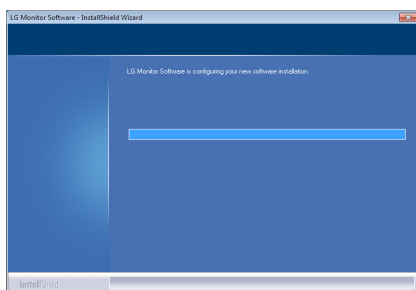 LG Monitor Software - InstallShield Wizard
LG Monitor Software is configuring your new software installation.
InstallShield